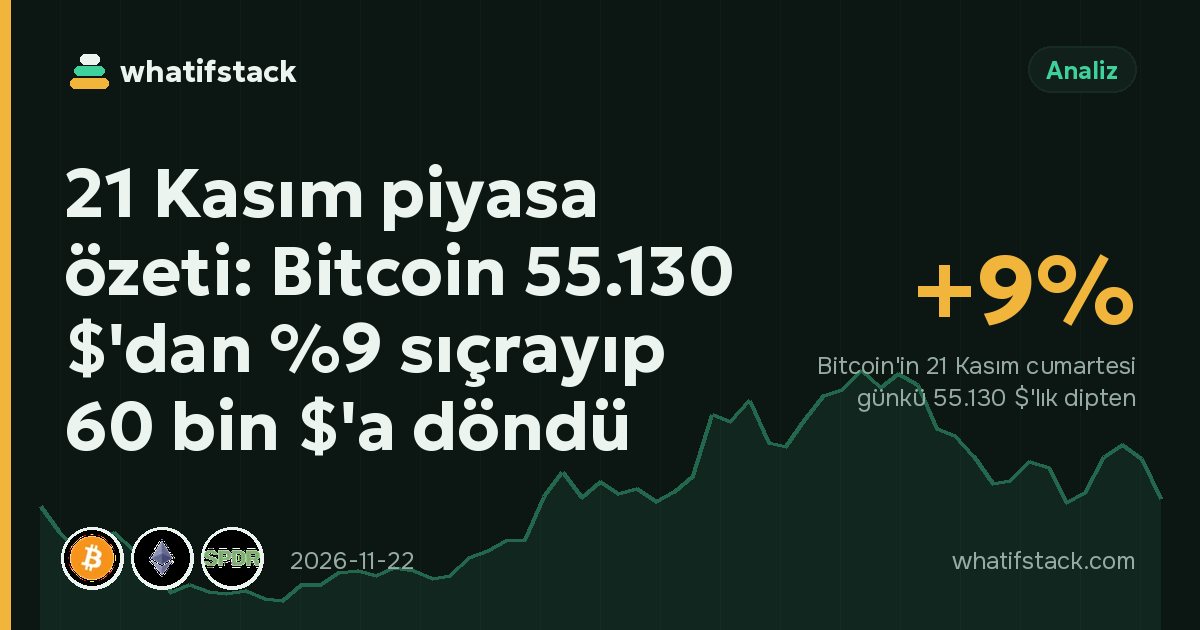 whatifstack
Analiz
21 Kasım piyasa
özeti: Bitcoin 55.130
$'dan %9 sıçrayıp
60 bin $'a döndü
+9%
Bitcoin'in 21 Kasım cumartesi
günkü 55.130 $'lık dipten
SPDR
2026-11-22
whatifstack.com